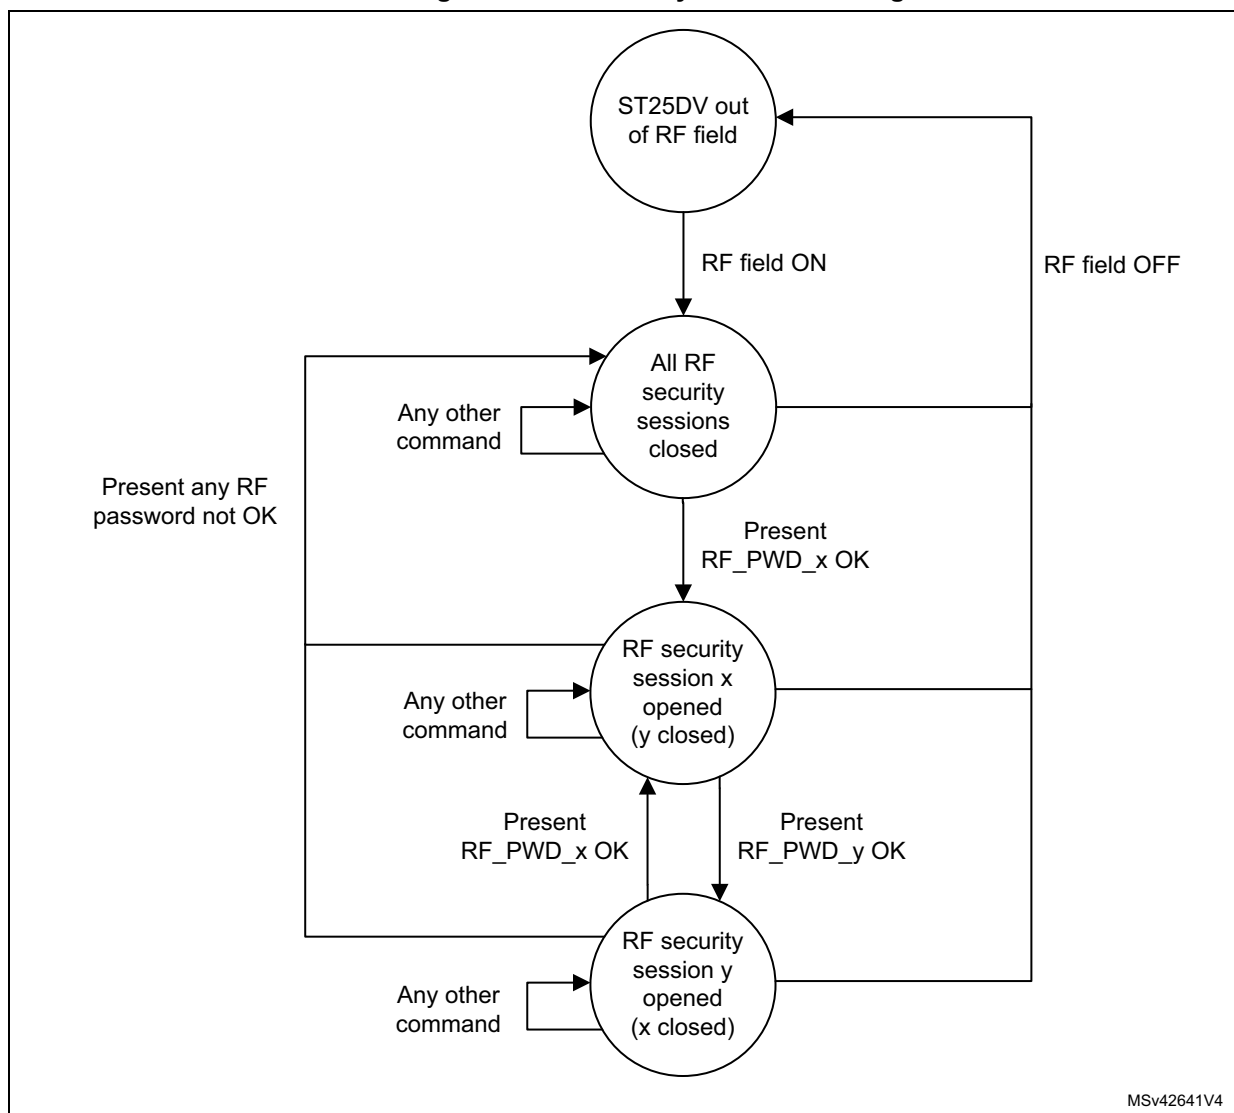 ST25DV out
of RF field
RF field ON
RF field OFF
All RF
security
sessions
closed
Any other
command
Present any RF
password not OK
Present
RF_PWD_x OK
RF security
session x
opened
(y closed)
Any other
command
Present
RF_PWD_x OK
Present
RF_PWD_y OK
RF security
session y
opened
(x closed)
Any other
command
MSv42641V4